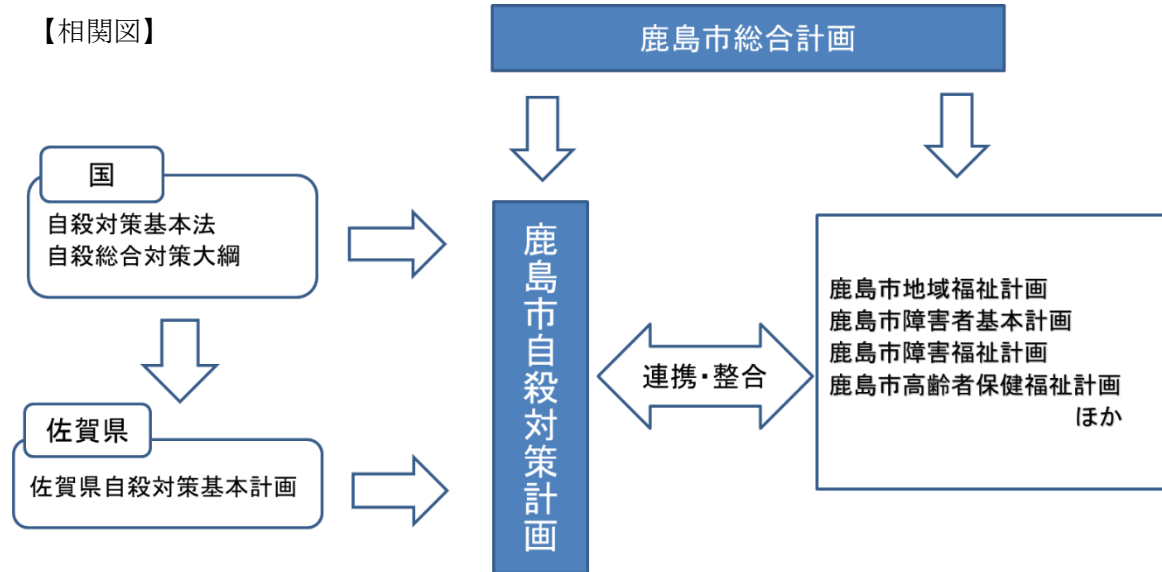 【相関図】
鹿島市総合計画
国
自殺対策基本法
自殺総合対策大綱
佐賀県
佐賀県自殺対策基本計画
鹿島市自殺対策計画
連携・整合
鹿島市地域福祉計画
鹿島市障害者基本計画
鹿島市障害福祉計画
鹿島市高齢者保健福祉計画
ほか